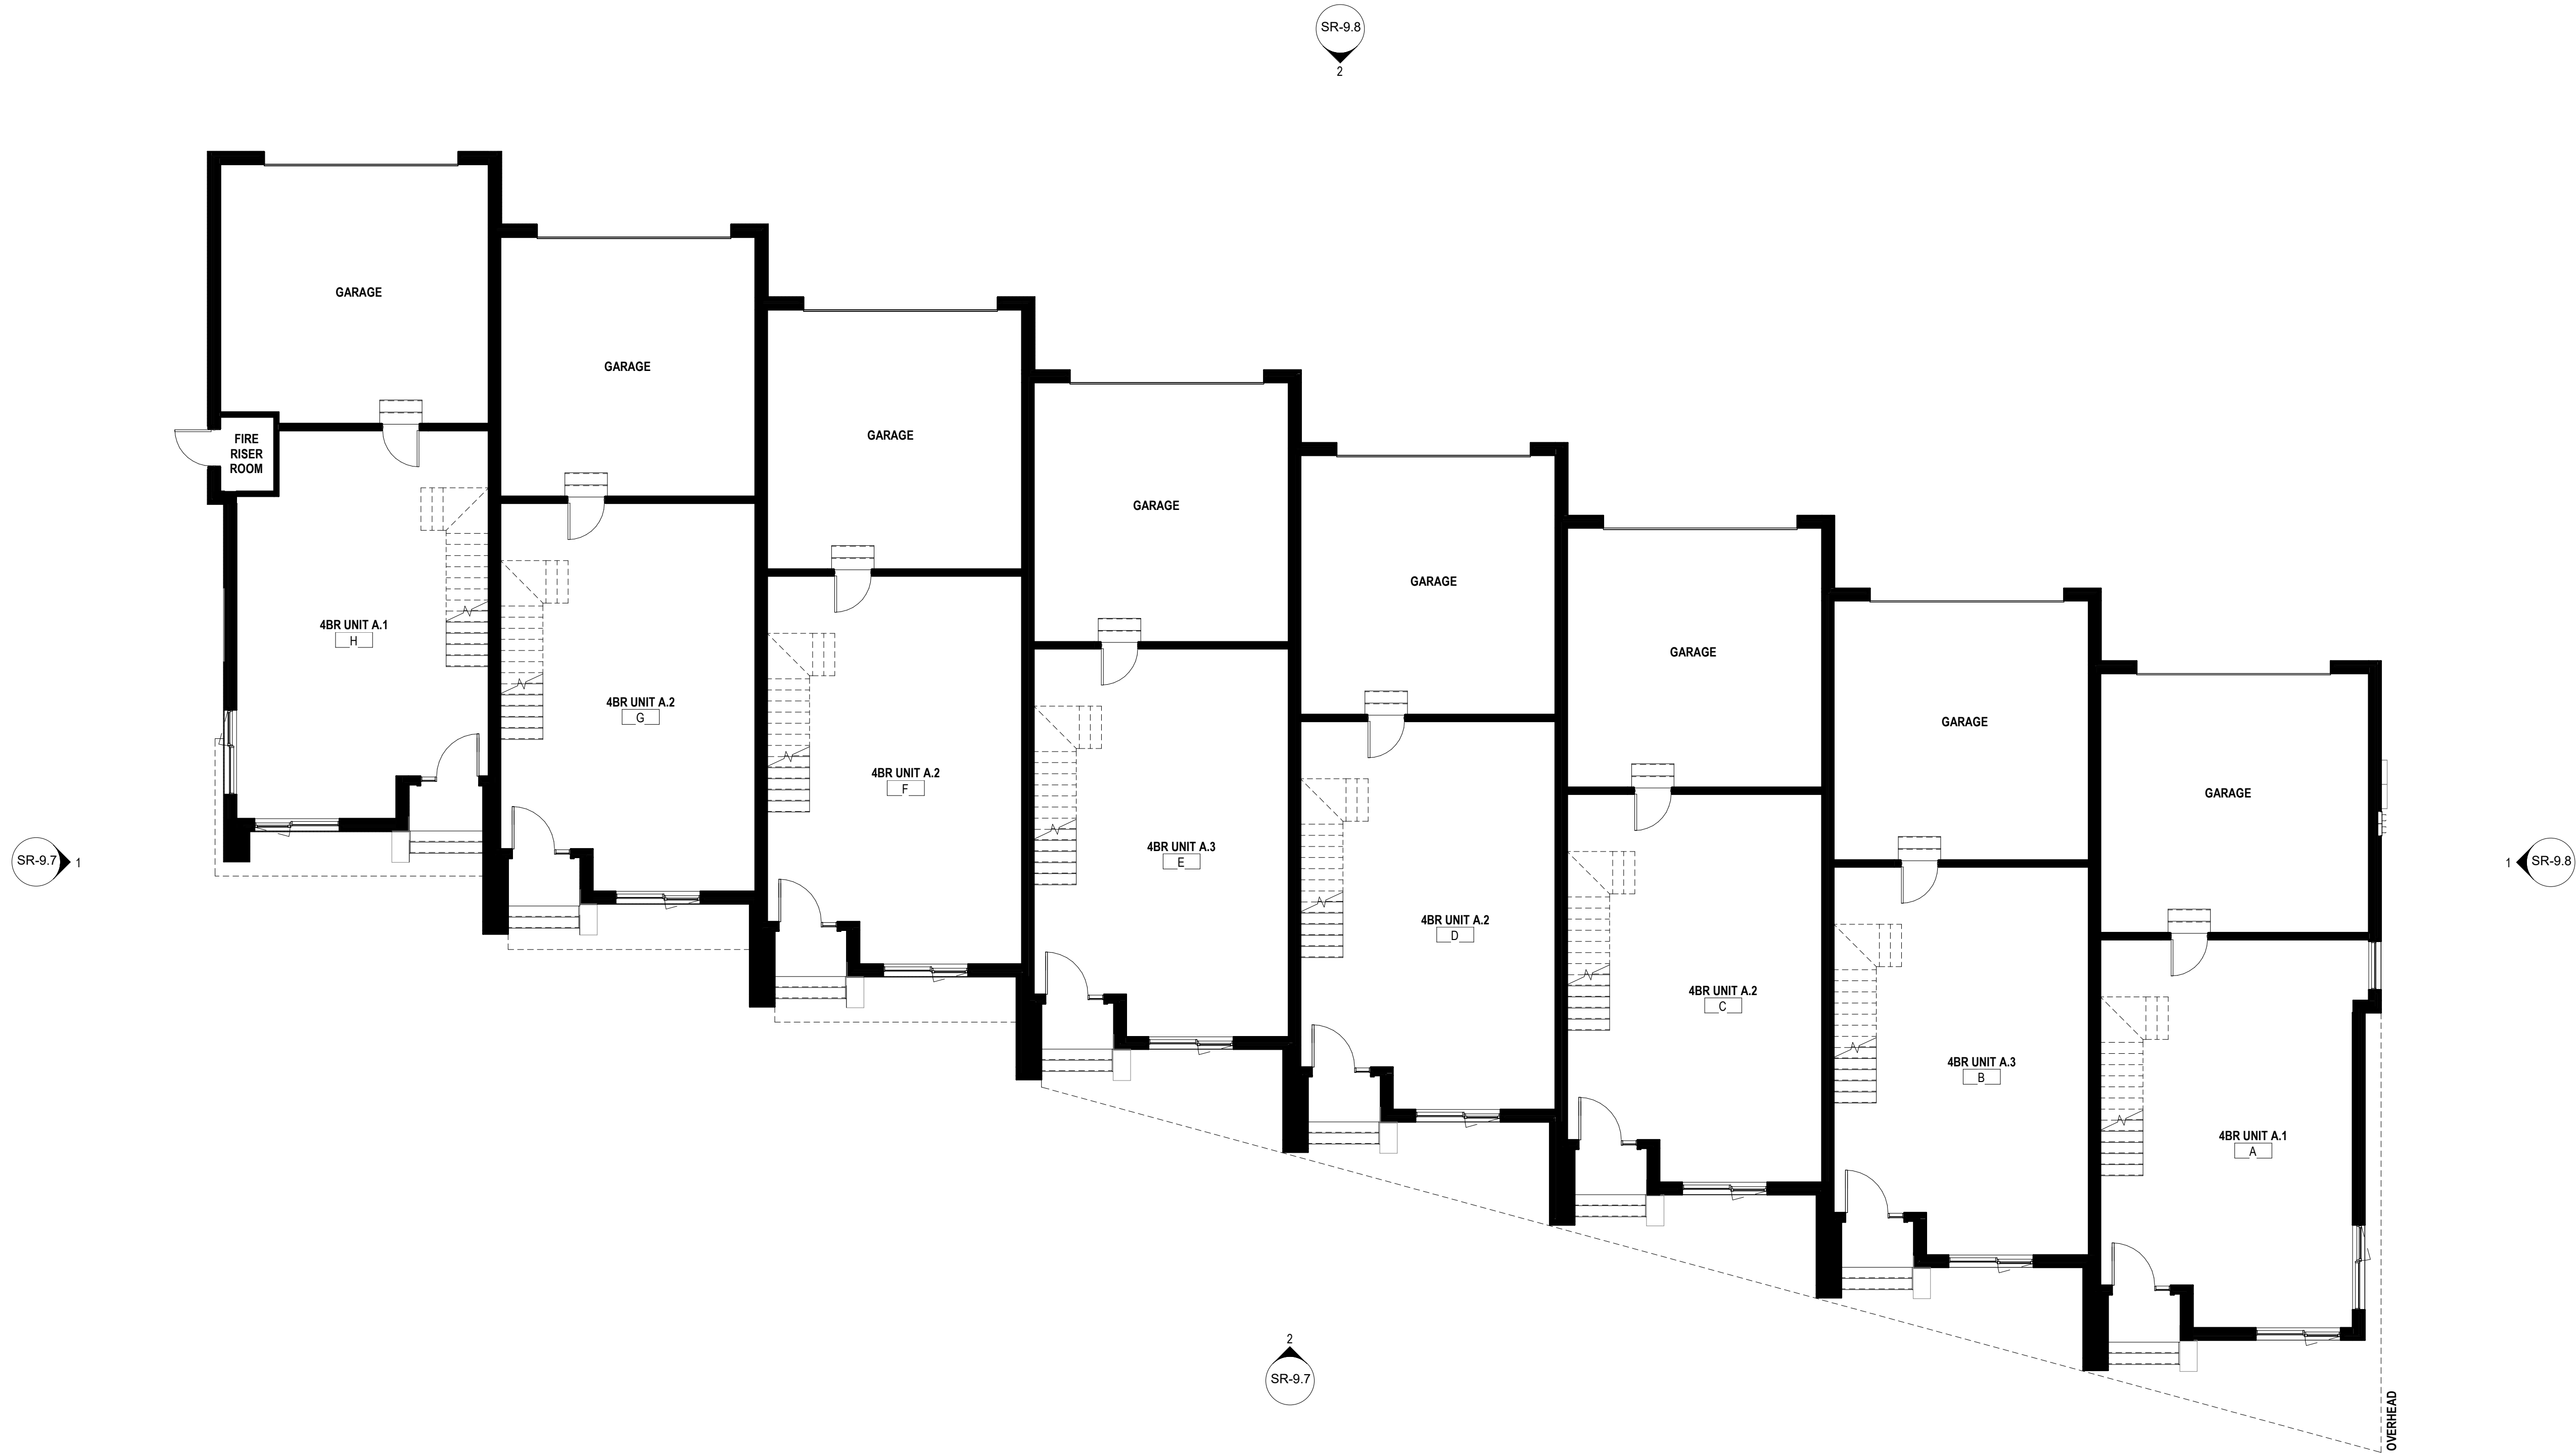 SR-9.8
2
GARAGE
GARAGE
GARAGE
GARAGE
GARAGE
GARAGE
GARAGE
GARAGE
FIRE
RISER
ROOM
4BR UNIT A.1
H
4BR UNIT A.2
G
4BR UNIT A.2
F
4BR UNIT A.3
E
4BR UNIT A.2
D
4BR UNIT A.2
C
4BR UNIT A.3
B
4BR UNIT A.1
A
SR-9.7
1
1
SR-9.8
2
SR-9.7
OVERHEAD